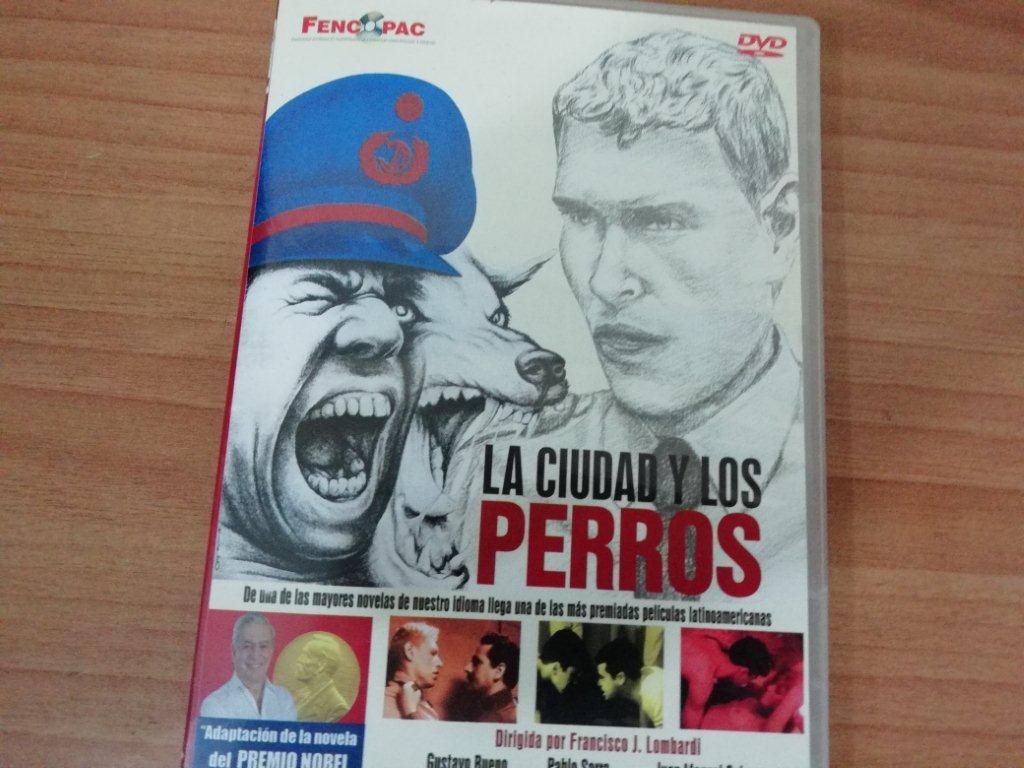 FENCOPAC
DVD
LA CIUDAD Y LOS
PERROS
De una de las mayores novelas de nuestro idioma llega una de las más premiadas películas latinoamericanas
"Adaptación de la novela
del PREMIO NOBEL
Dirigida por Francisco J. Lombardi
Gustavo Bueno Pablo Serra Juan Manuel